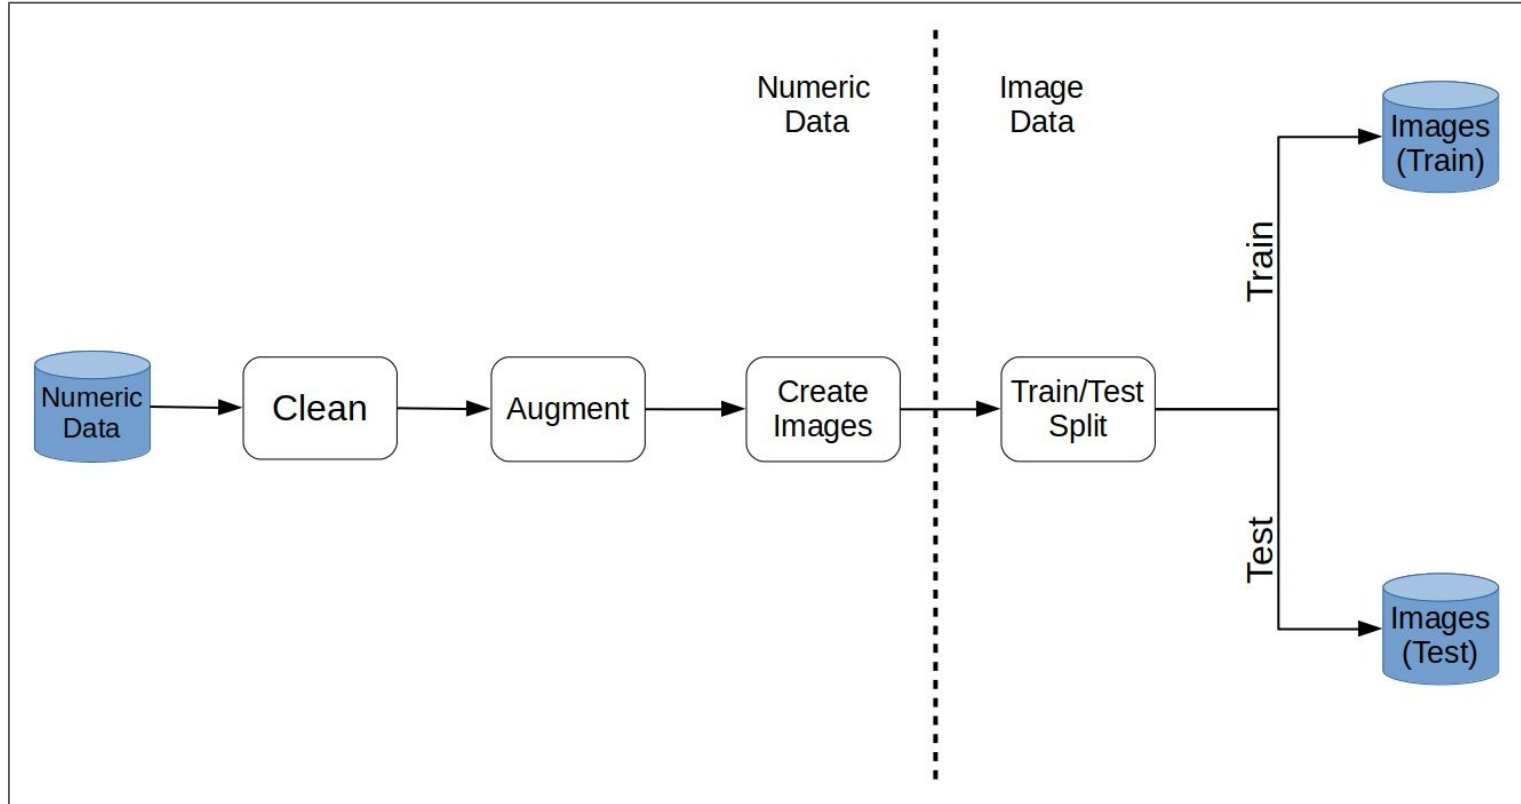 Numeric
Data
Image
Data
Images
(Train)
Train
Numeric
Data
Clean
Augment
Create
Images
Train/Test
Split
Test
Images
(Test)